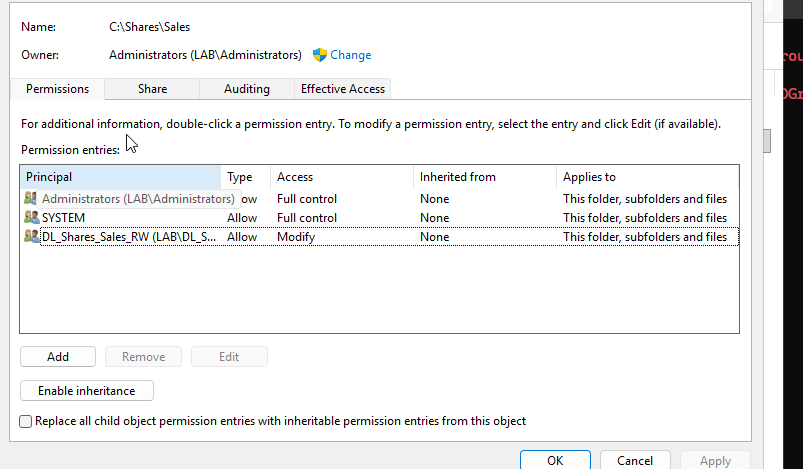 Name: C:\Shares\Sales
Owner: Administrators (LAB\Administrators) Change
Permissions Share Auditing Effective Access
For additional information, double-click a permission entry. To modify a permission entry, select the entry and click Edit (if available).
Permission entries:
Principal Type Access Inherited from Applies to
Administrators (LAB\Administrators) ow Full control None This folder, subfolders and files
SYSTEM Allow Full control None This folder, subfolders and files
DL_Shares_Sales_RW (LAB\DL_S... Allow Modify None This folder, subfolders and files
Add Remove Edit
Enable inheritance
Replace all child object permission entries with inheritable permission entries from this object
OK Cancel Apply